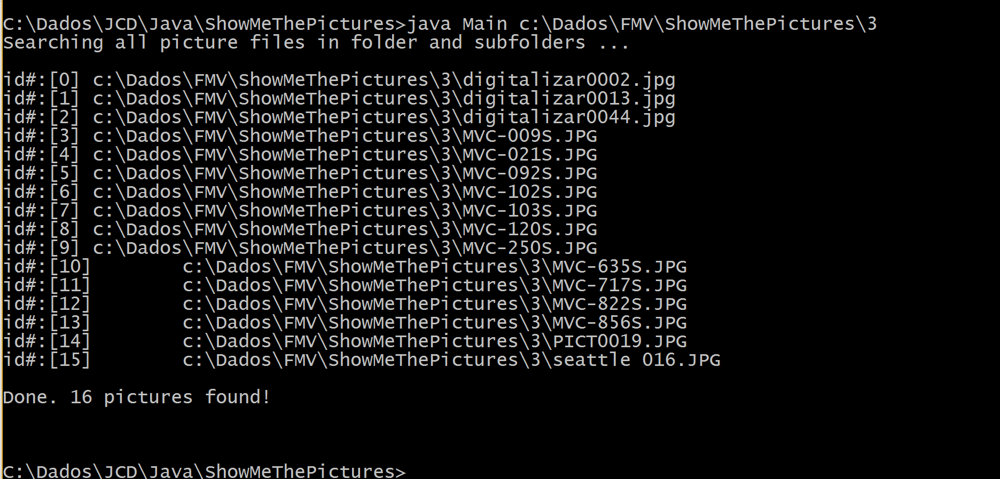 C:\Dados\JCD\Java\ShowMeThePictures>java Main c:\Dados\FMV\ShowMeThePictures\3
Searching all picture files in folder and subfolders ...
id#:[0] c:\Dados\FMV\ShowMeThePictures\3\digitalizar0002.jpg
id#:[1] c:\Dados\FMV\ShowMeThePictures\3\digitalizar0013.jpg
id#:[2] c:\Dados\FMV\ShowMeThePictures\3\digitalizar0044.jpg
id#:[3] c:\Dados\FMV\ShowMeThePictures\3\MVC-009S.JPG
id#:[4] c:\Dados\FMV\ShowMeThePictures\3\MVC-021S.JPG
id#:[5] c:\Dados\FMV\ShowMeThePictures\3\MVC-092S.JPG
id#:[6] c:\Dados\FMV\ShowMeThePictures\3\MVC-102S.JPG
id#:[7] c:\Dados\FMV\ShowMeThePictures\3\MVC-103S.JPG
id#:[8] c:\Dados\FMV\ShowMeThePictures\3\MVC-120S.JPG
id#:[9] c:\Dados\FMV\ShowMeThePictures\3\MVC-250S.JPG
id#:[10]        c:\Dados\FMV\ShowMeThePictures\3\MVC-635S.JPG
id#:[11]        c:\Dados\FMV\ShowMeThePictures\3\MVC-717S.JPG
id#:[12]        c:\Dados\FMV\ShowMeThePictures\3\MVC-822S.JPG
id#:[13]        c:\Dados\FMV\ShowMeThePictures\3\MVC-856S.JPG
id#:[14]        c:\Dados\FMV\ShowMeThePictures\3\PICT0019.JPG
id#:[15]        c:\Dados\FMV\ShowMeThePictures\3\seattle 016.JPG
Done. 16 pictures found!
C:\Dados\JCD\Java\ShowMeThePictures>